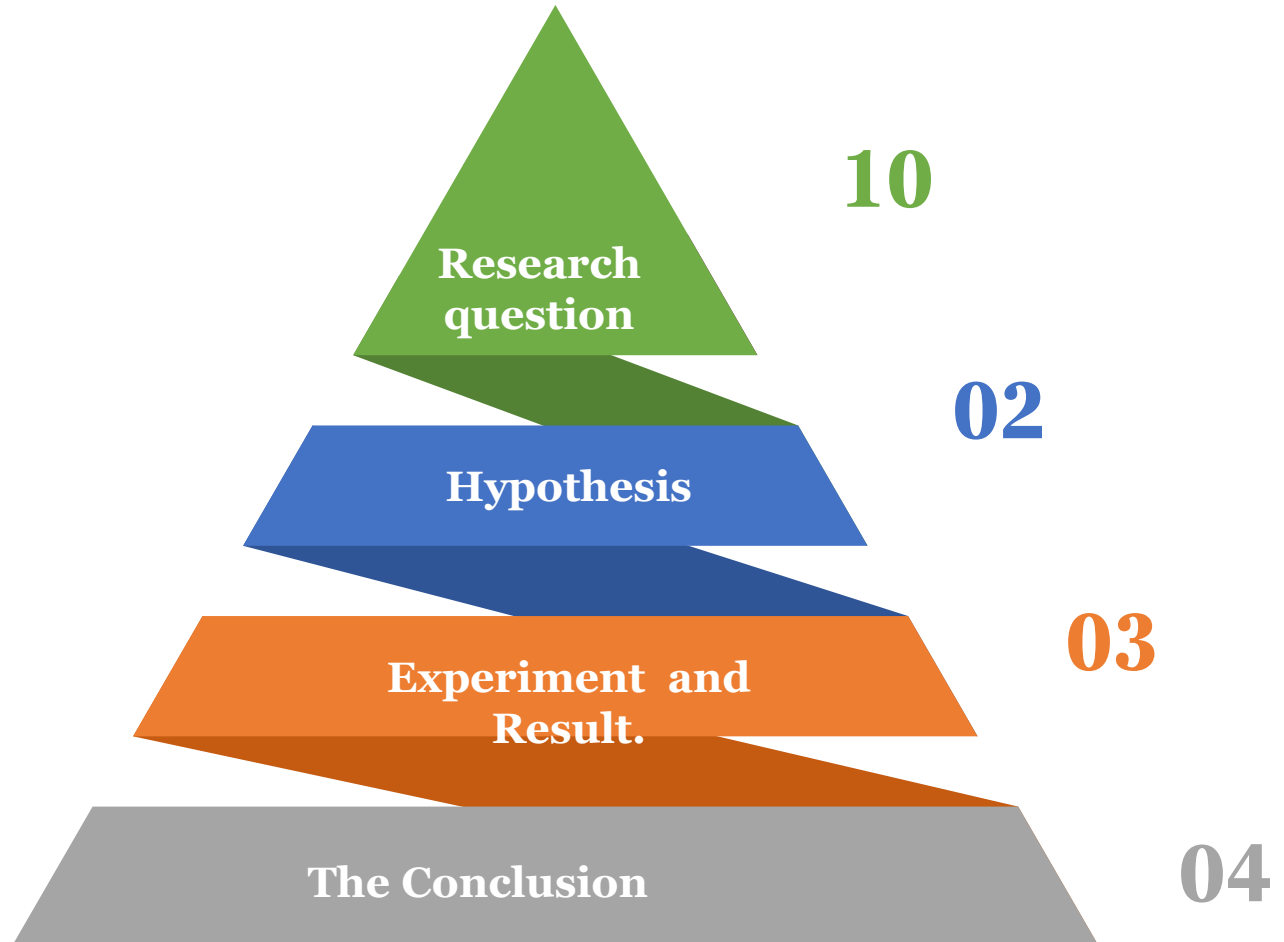 10
Research
question
02
Hypothesis
03
Experiment  and
Result.
04
The Conclusion